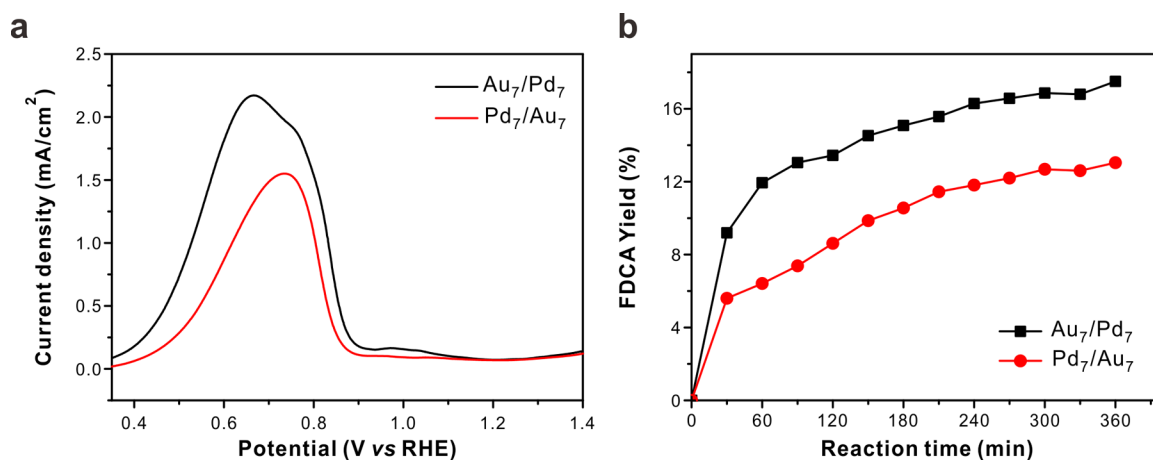 a
2.5
2.0
1.5
1.0
0.5
0.0
0.4 0.6 0.8 1.0 1.2 1.4
Current density (mA/cm²)
Potential (V vs RHE)
Au₇/Pd₇
Pd₇/Au₇
b
16
12
8
4
0
0 60 120 180 240 300 360
FDCA Yield (%)
Reaction time (min)
Au₇/Pd₇
Pd₇/Au₇